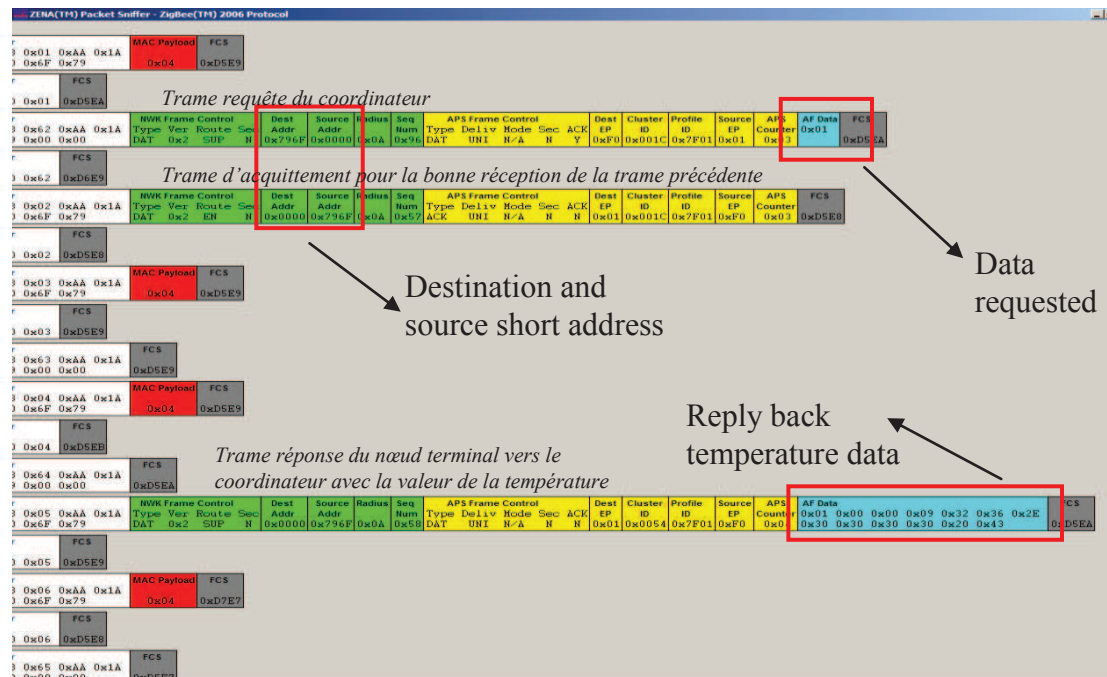 ZENA(TM) Packet Sniffer - ZigBee(TM) 2006 Protocol
MAC Payload FCS
0x01 0xAA 0x1A
0x6F 0x79 0x04 0xD5E9
FCS
0x01 0xD5EA
Trame requête du coordinateur
NWK Frame Control Dest Source Radius Seq APS Frame Control Dest Cluster Profile Source APS AF Data FCS
0x62 0xAA 0x1A Type Ver Route Sec Addr Addr Num Type Deliv Mode Sec ACK EP ID ID EP Counter 0x01
0x00 0x00 DAT 0x2 SUP N 0x796F 0x0000 0x0A 0x96 DAT UNI N/A N Y 0xF0 0x001C 0x7F01 0x01 0x03 0xD5EA
FCS
0x62 0xD6E9
Trame d'acquittement pour la bonne réception de la trame précédente
NWK Frame Control Dest Source Radius Seq APS Frame Control Dest Cluster Profile Source APS FCS
0x02 0xAA 0x1A Type Ver Route Sec Addr Addr Num Type Deliv Mode Sec ACK EP ID ID EP Counter
0x6F 0x79 DAT 0x2 EN N 0x0000 0x796F 0x0A 0x57 ACK UNI N/A N N 0x01 0x001C 0x7F01 0xF0 0x03 0xD5E8
FCS
0x02 0xD5E8
Data
requested
Destination and
source short address
MAC Payload FCS
0x03 0xAA 0x1A
0x6F 0x79 0x04 0xD5E9
FCS
0x03 0xD5E9
FCS
0x63 0xAA 0x1A
0x00 0x00 0xD5E9
MAC Payload FCS
0x04 0xAA 0x1A
0x6F 0x79 0x04 0xD5E9
FCS
0x04 0xD5EB
Reply back
temperature data
Trame réponse du nœud terminal vers le
coordinateur avec la valeur de la température
FCS
0x64 0xAA 0x1A
0x00 0x00 0xD5EA
NWK Frame Control Dest Source Radius Seq APS Frame Control Dest Cluster Profile Source APS AF Data FCS
0x05 0xAA 0x1A Type Ver Route Sec Addr Addr Num Type Deliv Mode Sec ACK EP ID ID EP Counter 0x01 0x00 0x00 0x09 0x32 0x36 0x2E
0x6F 0x79 DAT 0x2 SUP N 0x0000 0x796F 0x0A 0x58 DAT UNI N/A N N 0x01 0x0054 0x7F01 0xF0 0x30 0x30 0x30 0x30 0x20 0x43
FCS
0x05 0xD5E9
MAC Payload FCS
0x06 0xAA 0x1A
0x6F 0x79 0x04 0xD7E7
FCS
0x06 0xD5E8
FCS
0x65 0xAA 0x1A